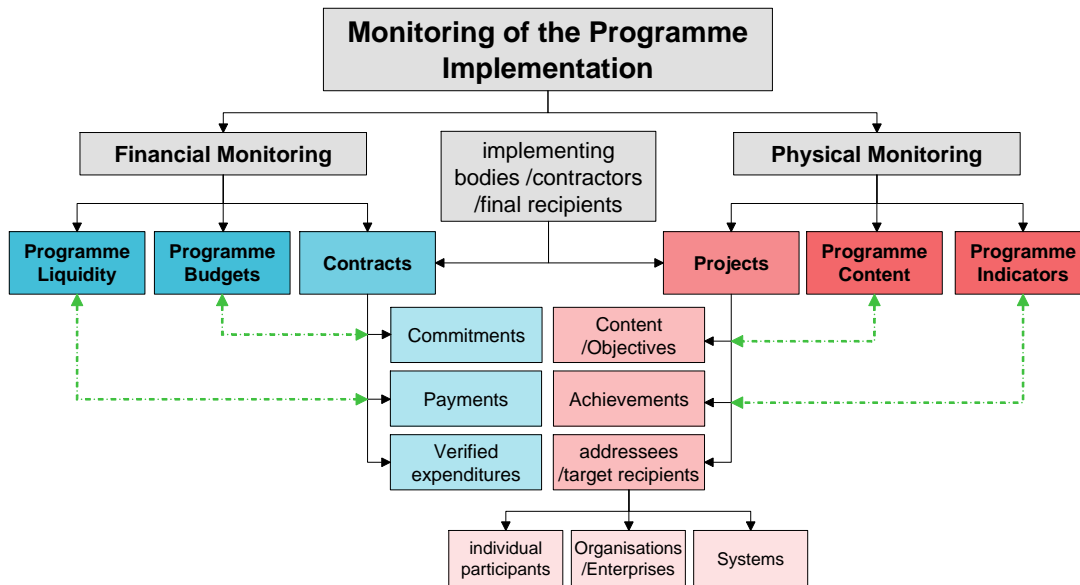 Monitoring of the Programme
Implementation
Financial Monitoring
implementing
bodies /contractors
/final recipients
Physical Monitoring
Programme
Liquidity
Programme
Budgets
Contracts
Projects
Programme
Content
Programme
Indicators
Commitments
Content
/Objectives
Payments
Achievements
Verified
expenditures
addressees
/target recipients
individual
participants
Organisations
/Enterprises
Systems